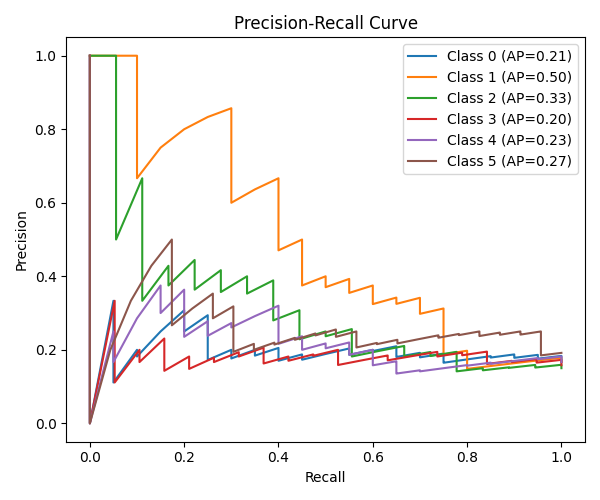 Precision-Recall Curve
Class 0 (AP=0.21)
Class 1 (AP=0.50)
Class 2 (AP=0.33)
Class 3 (AP=0.20)
Class 4 (AP=0.23)
Class 5 (AP=0.27)
Precision
1.0
0.8
0.6
0.4
0.2
0.0
0.0 0.2 0.4 0.6 0.8 1.0
Recall